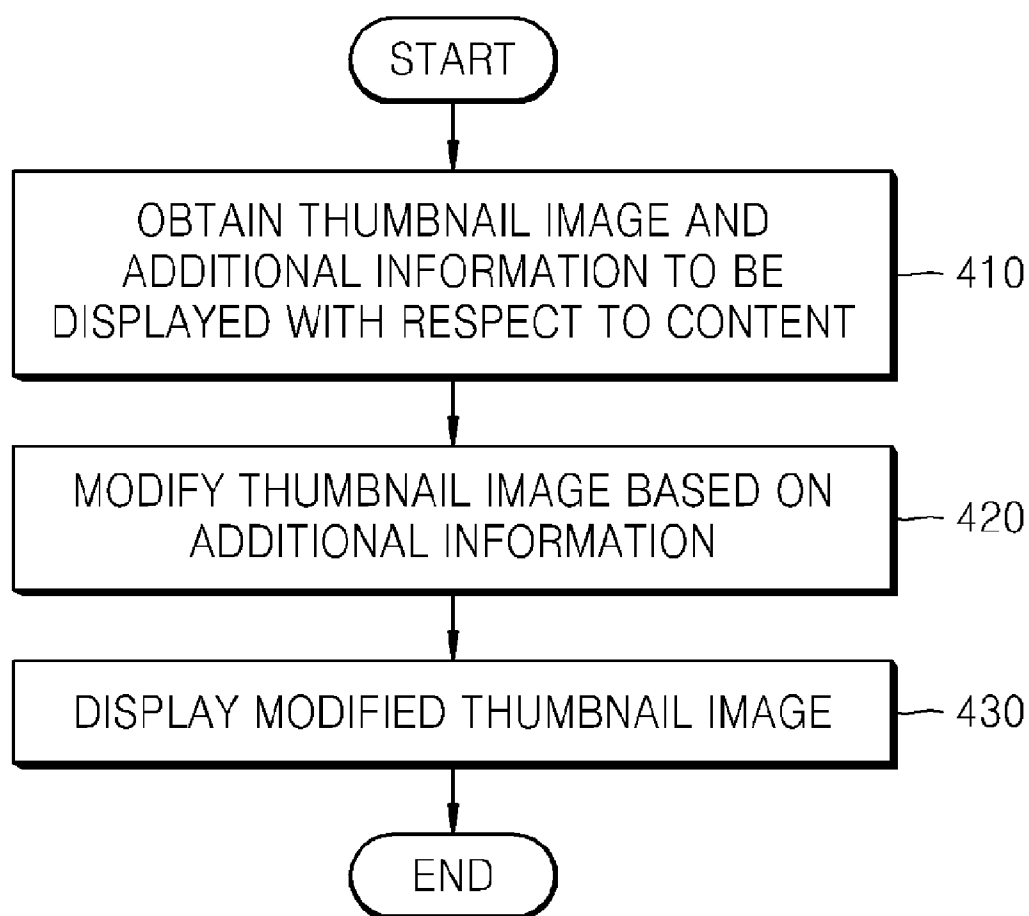 START
OBTAIN THUMBNAIL IMAGE AND
ADDITIONAL INFORMATION TO BE
DISPLAYED WITH RESPECT TO CONTENT
410
MODIFY THUMBNAIL IMAGE BASED ON
ADDITIONAL INFORMATION
420
DISPLAY MODIFIED THUMBNAIL IMAGE
430
END